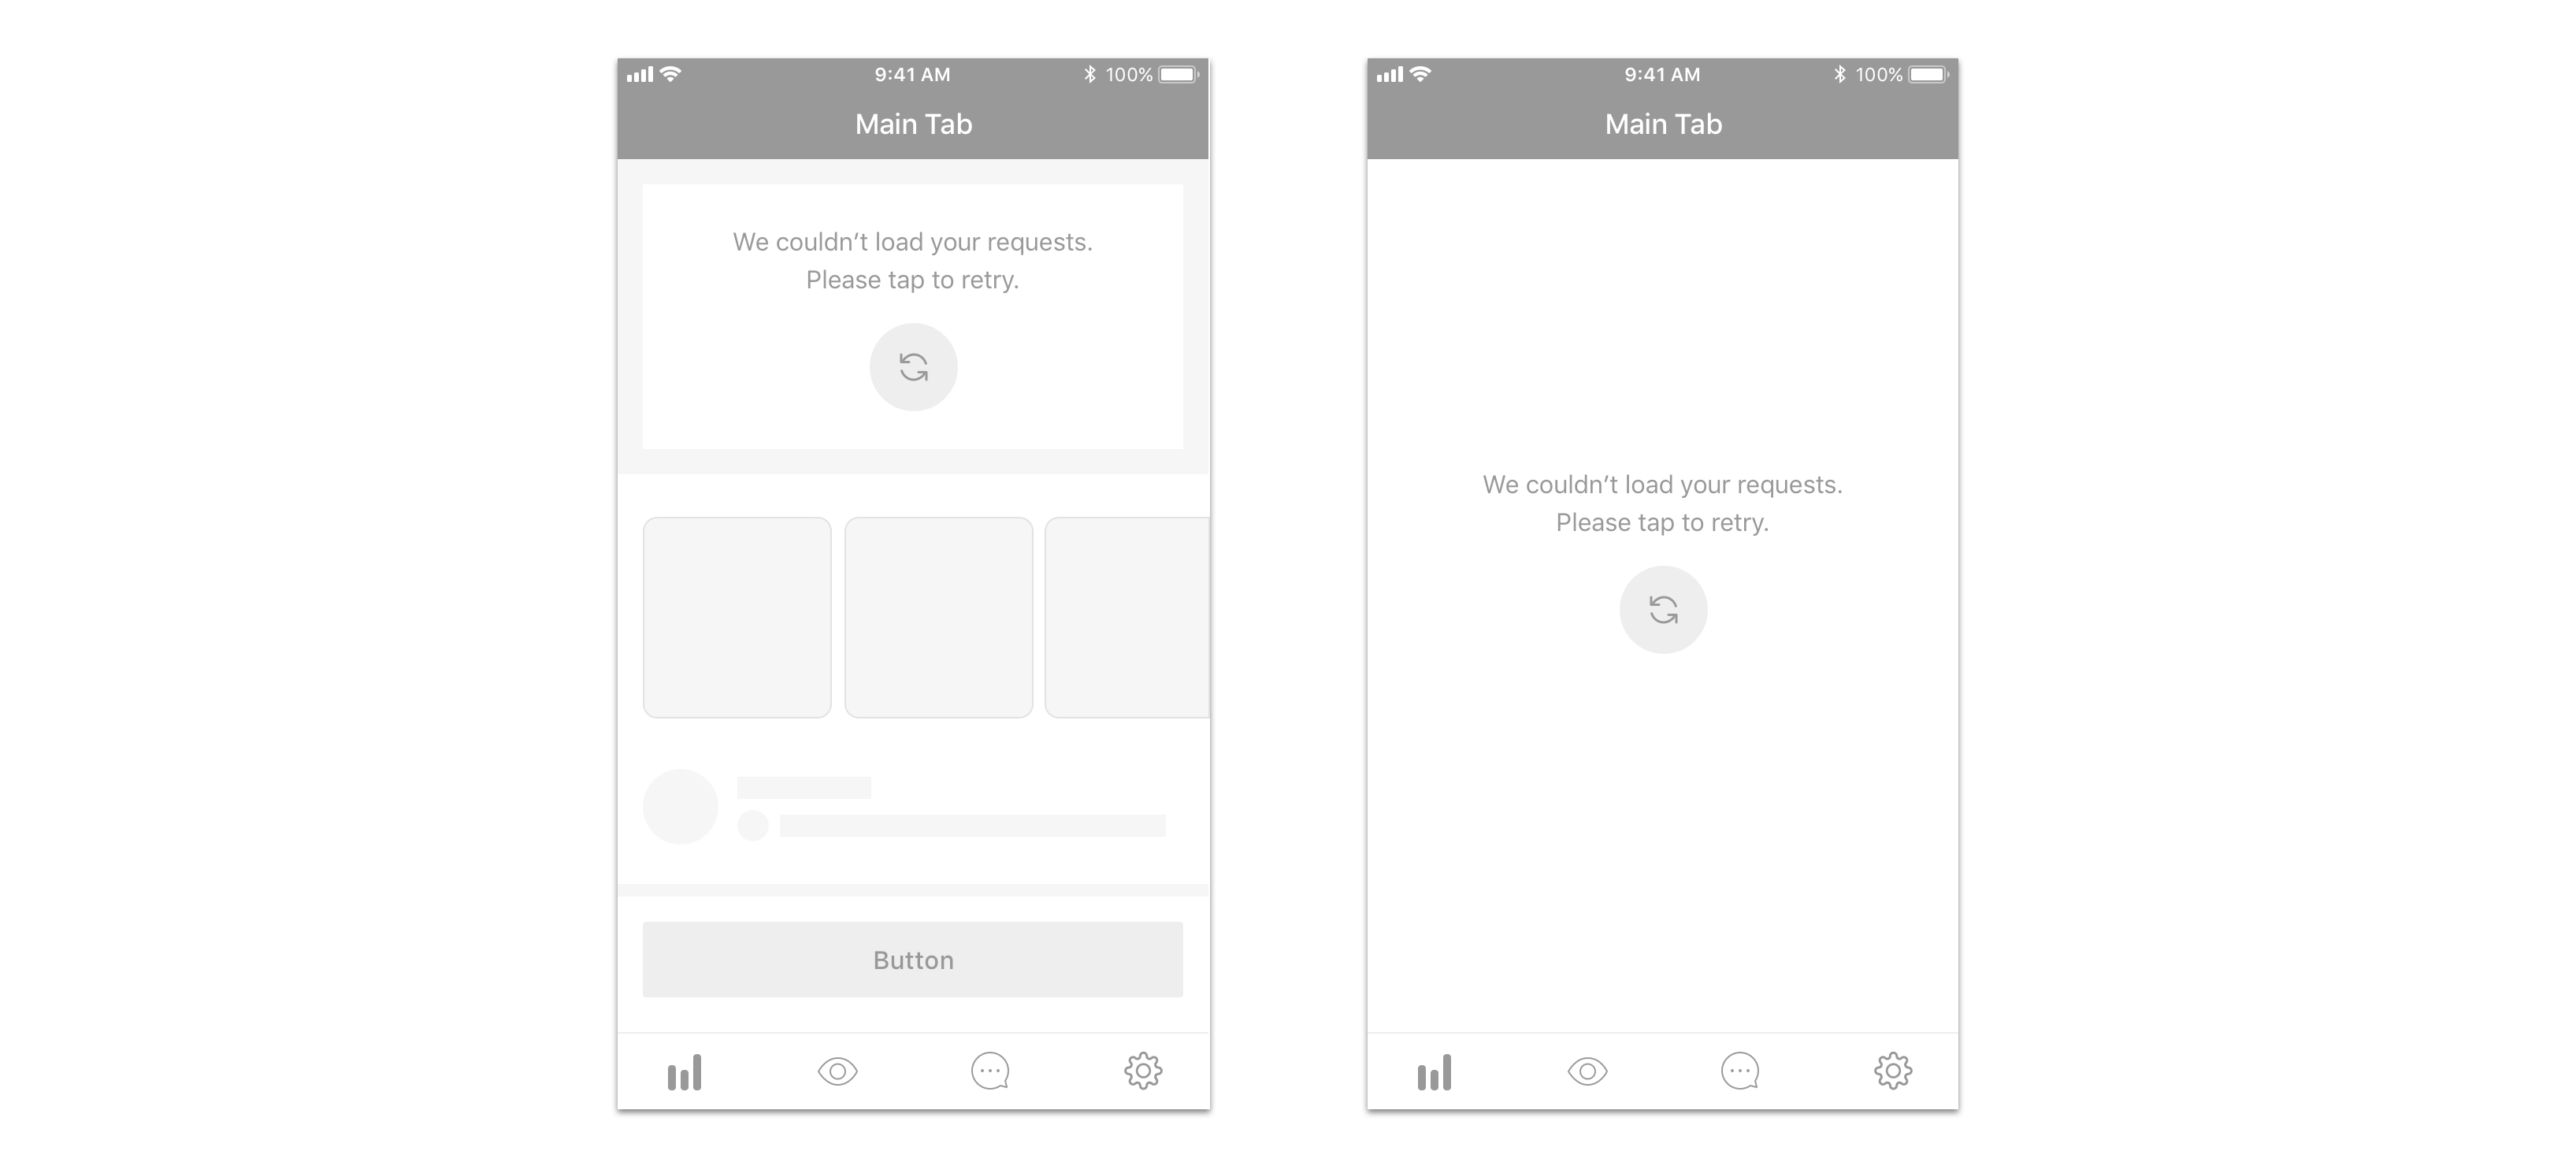 9:41 AM
100%
Main Tab
We couldn’t load your requests.
Please tap to retry.
Button
9:41 AM
100%
Main Tab
We couldn’t load your requests.
Please tap to retry.